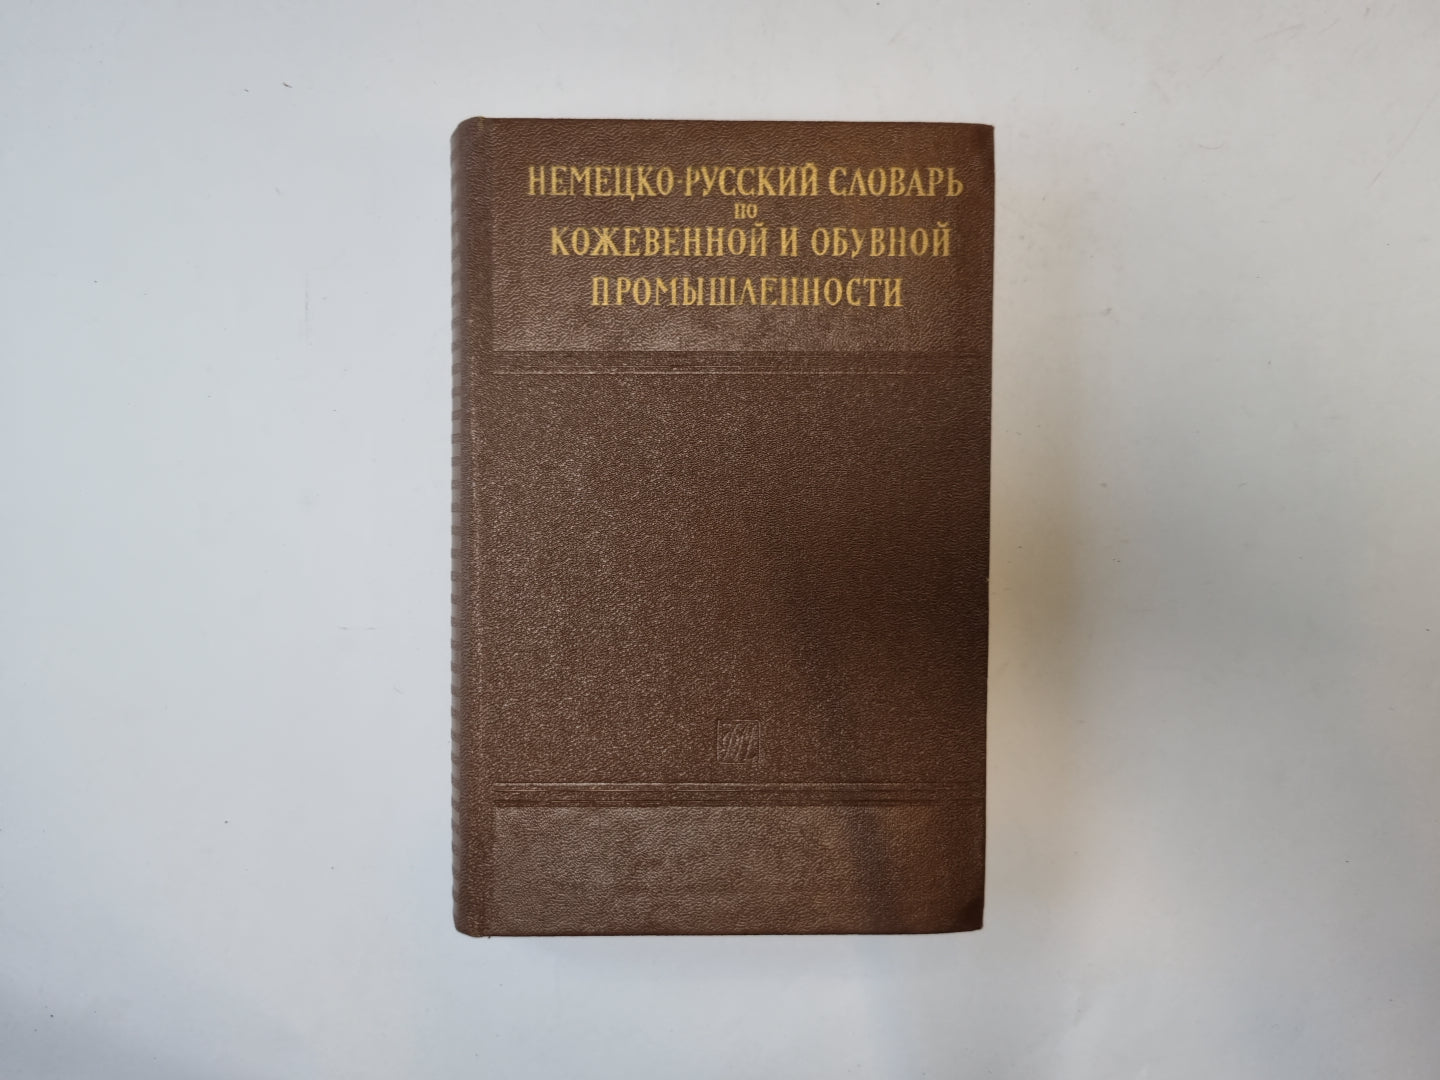 НЕМЕЦКО-РУССКИЙ СЛОВАРЬ
ПО
КОЖЕВЕННОЙ И ОБУВНОЙ
ПРОМЫШЛЕННОСТИ